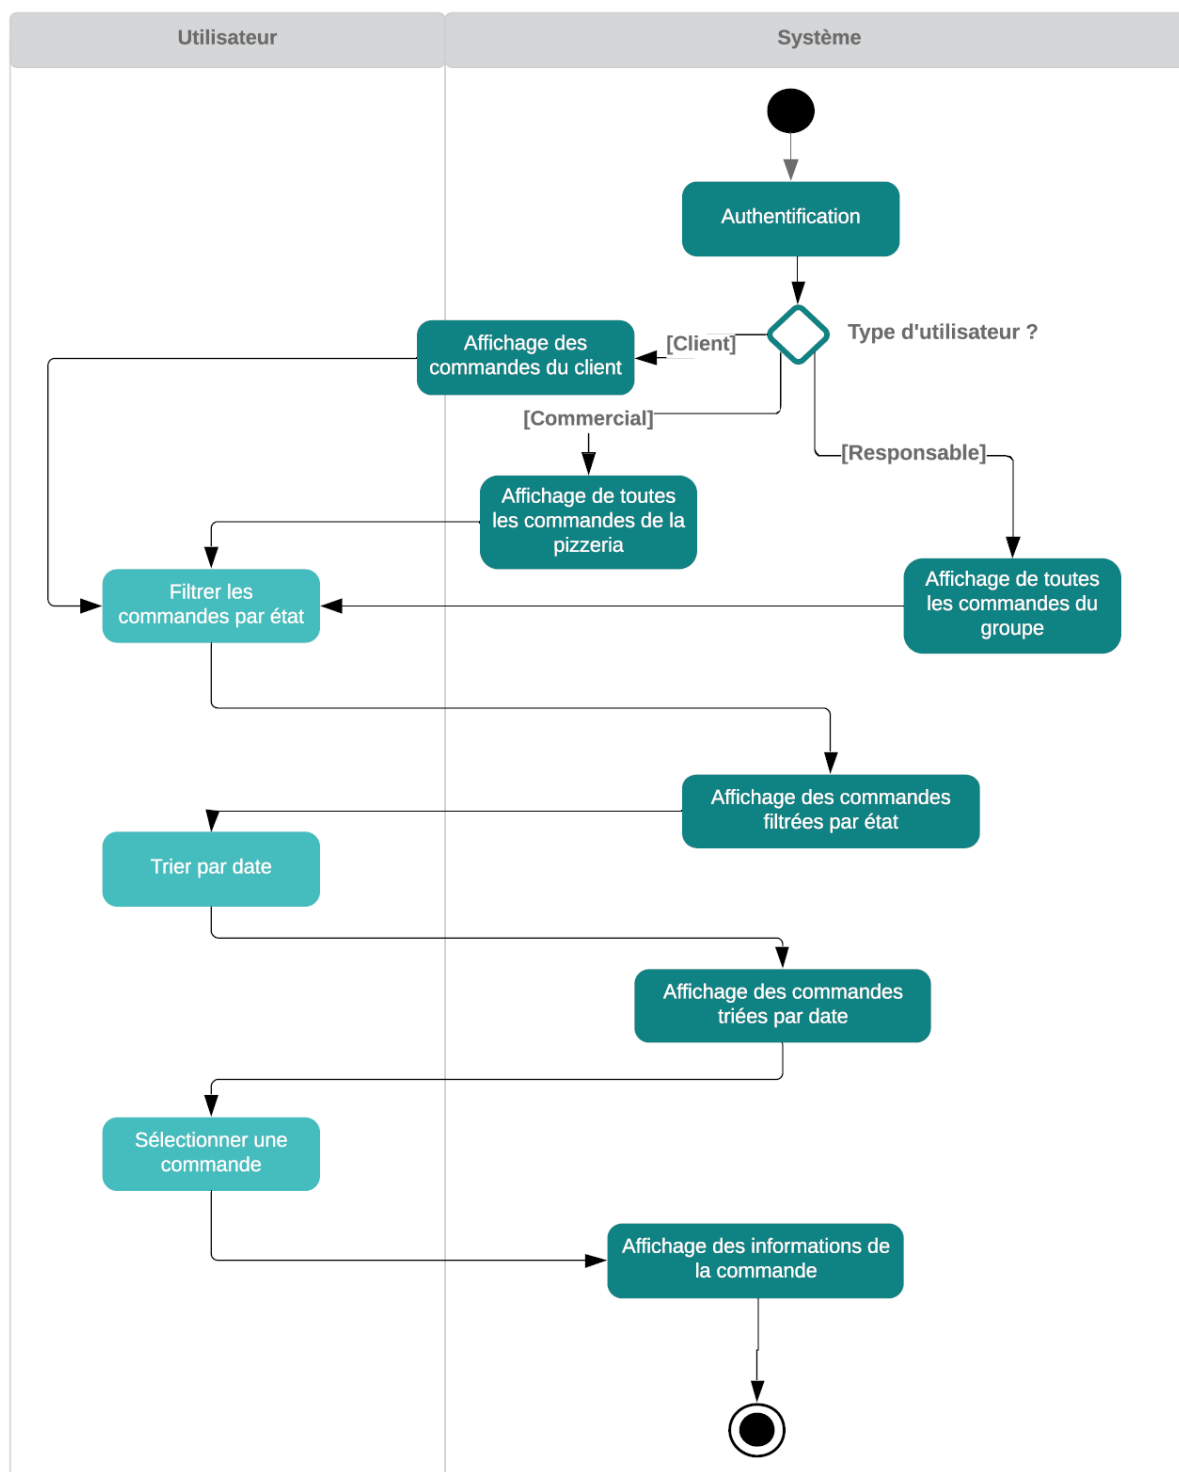 Utilisateur
Système
Authentification
Type d'utilisateur ?
[Client]
Affichage des
commandes du client
[Commercial]
[Responsable]
Affichage de toutes
les commandes de la
pizzeria
Affichage de toutes
les commandes du
groupe
Filtrer les
commandes par état
Affichage des commandes
filtrées par état
Trier par date
Affichage des commandes
triées par date
Sélectionner une
commande
Affichage des informations de
la commande